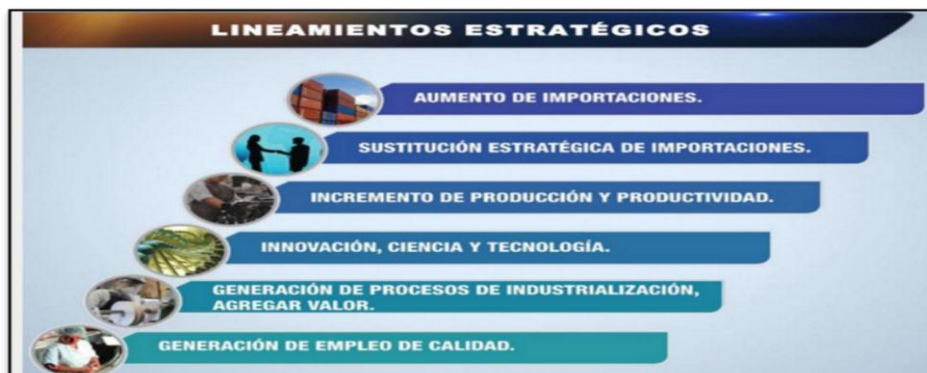 LINEAMIENTOS ESTRATÉGICOS
AUMENTO DE IMPORTACIONES.
SUSTITUCIÓN ESTRATÉGICA DE IMPORTACIONES.
INCREMENTO DE PRODUCCIÓN Y PRODUCTIVIDAD.
INNOVACIÓN, CIENCIA Y TECNOLOGÍA.
GENERACIÓN DE PROCESOS DE INDUSTRIALIZACIÓN,
AGREGAR VALOR.
GENERACIÓN DE EMPLEO DE CALIDAD.